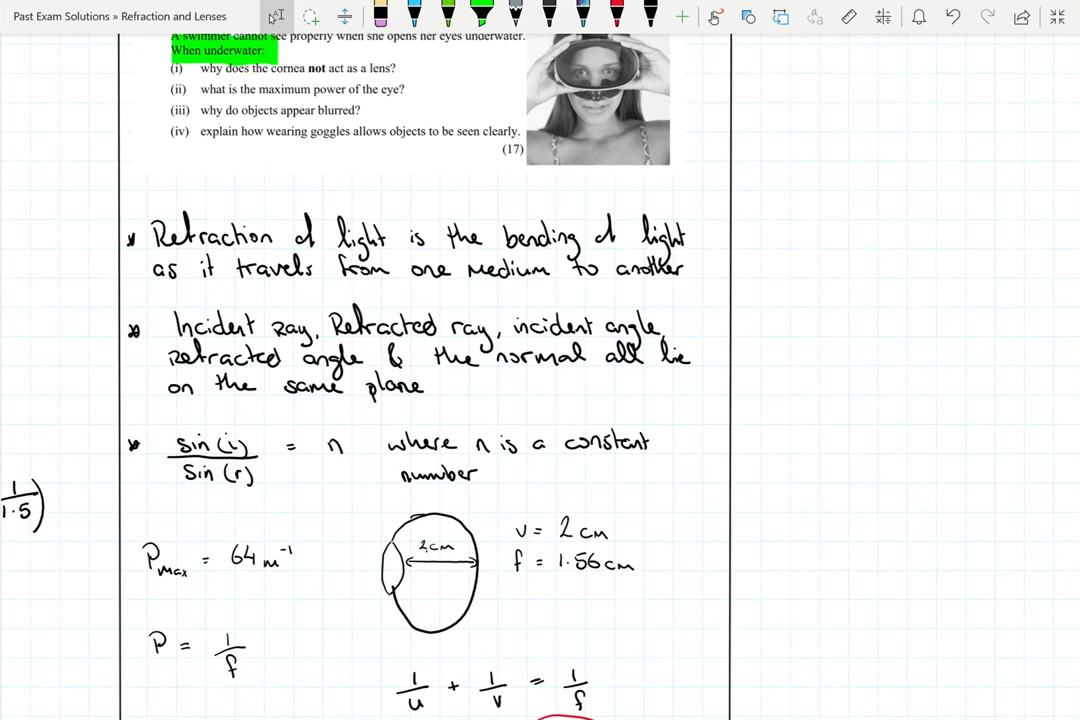 Past Exam Solutions » Refraction and Lenses
A swimmer cannot see properly when she opens her eyes underwater.
When underwater:
(i) why does the cornea not act as a lens?
(ii) what is the maximum power of the eye?
(iii) why do objects appear blurred?
(iv) explain how wearing goggles allows objects to be seen clearly.
(17)
* Refraction of light is the bending of light
as it travels from one medium to another
* Incident Ray, Refracted ray, incident angle,
refracted angle & the normal all lie
on the same plane
* Sin(i) / Sin(r) = n where n is a constant
number
1/1.5)
Pmax = 64 m⁻¹
2cm
v = 2 cm
f = 1.56 cm
P = 1/f
1/u + 1/v = 1/f